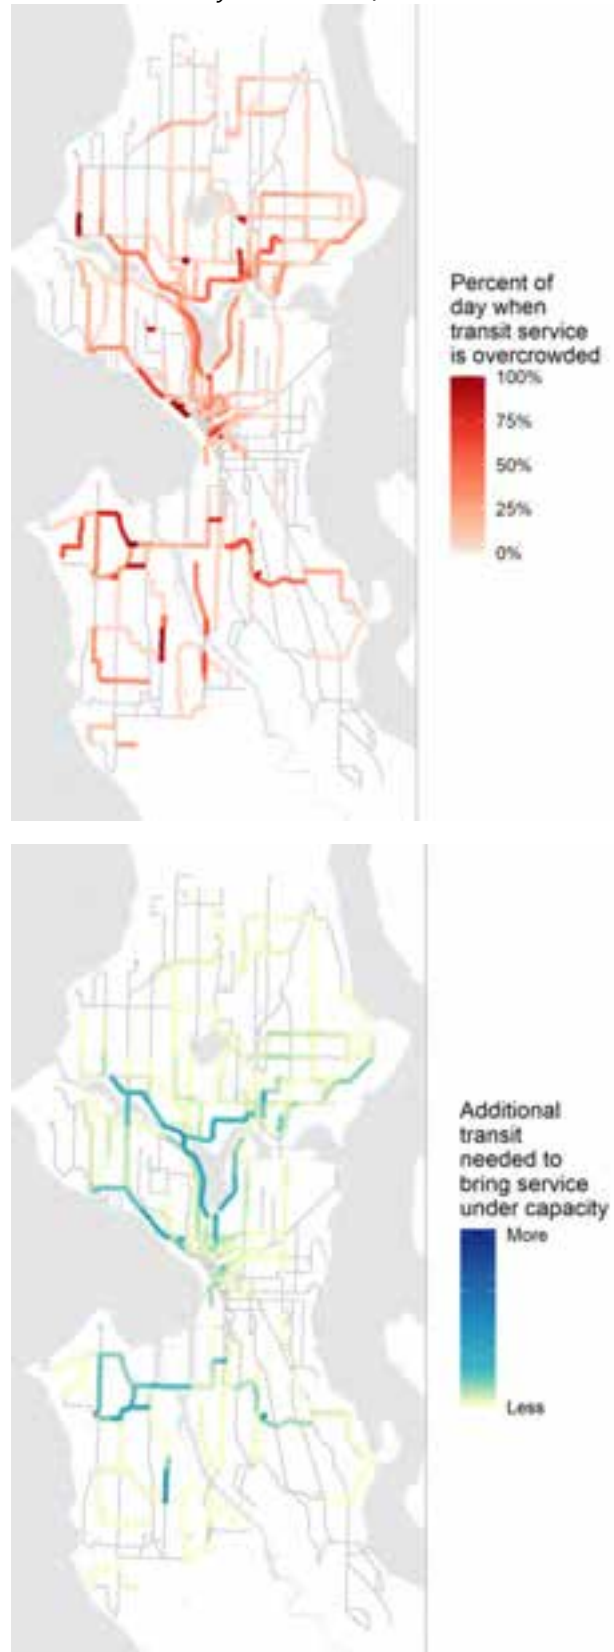 Percent of
day when
transit service
is overcrowded
100%
75%
50%
25%
0%
Additional
transit
needed to
bring service
under capacity
More
Less